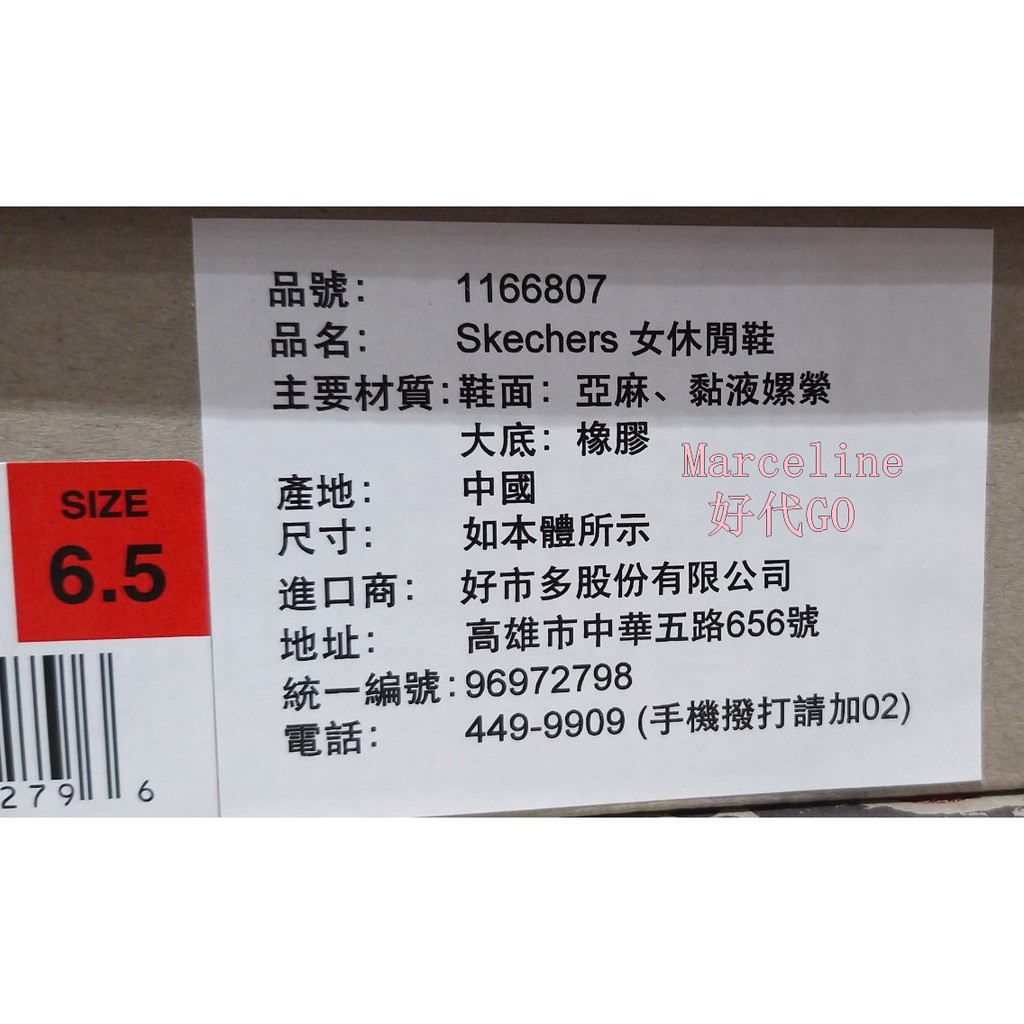 品號: 1166807
品名: Skechers 女休閒鞋
主要材質:鞋面: 亞麻、黏液嫘縈
大底: 橡膠
產地: 中國
尺寸: 如本體所示
進口商: 好市多股份有限公司
地址: 高雄市中華五路656號
統一編號:96972798
電話: 449-9909 (手機撥打請加02)
Marceline
好代GO
SIZE
6.5
279 6